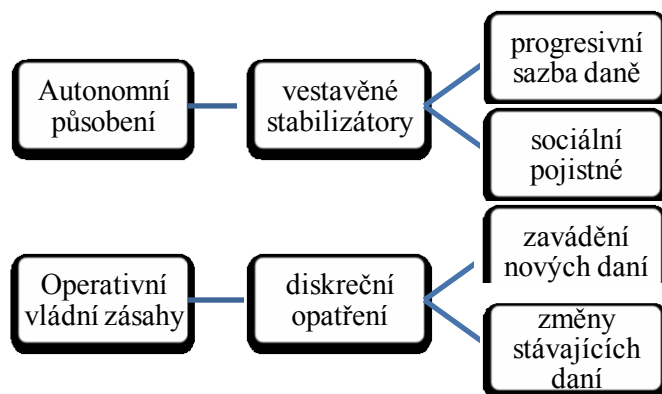 Autonomní
působení
vestavěné
stabilizátory
progresivní
sazba daně
sociální
pojistné
Operativní
vládní zásahy
diskreční
opatření
zavádění
nových daní
změny
stávajících
daní